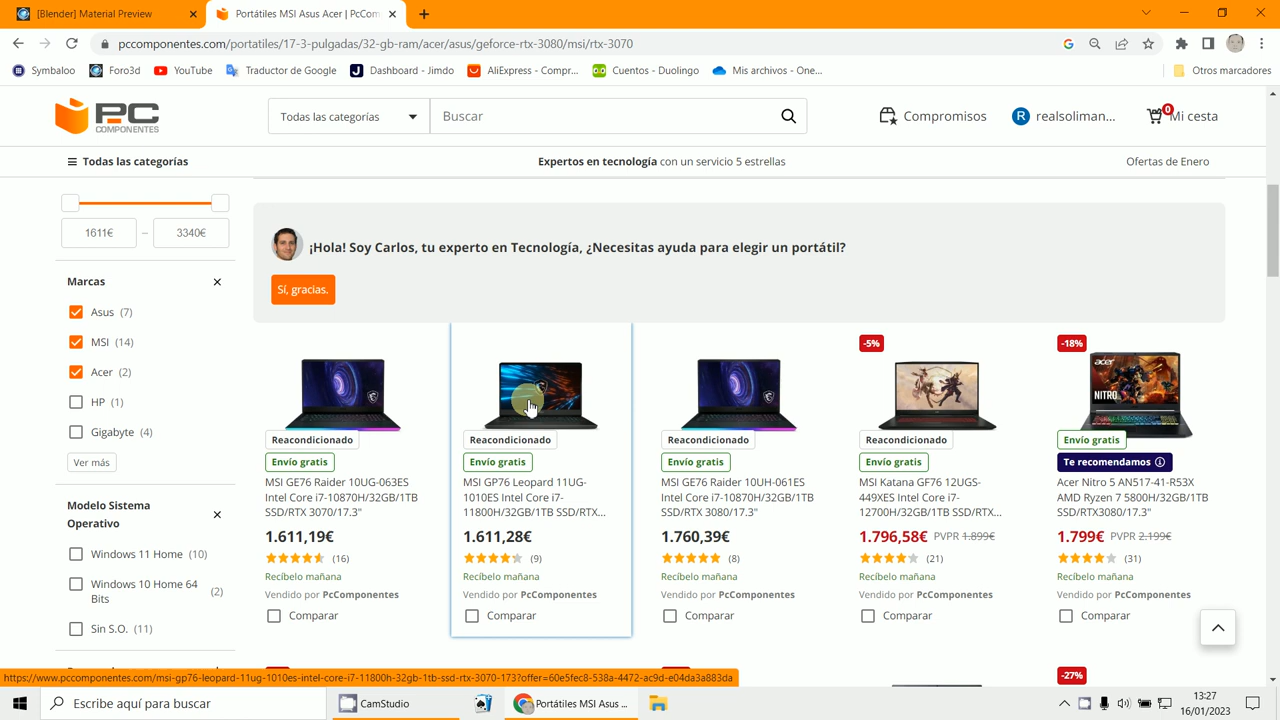 [Blender] Material Preview
Portátiles MSI Asus Acer | PcCom
pccomponentes.com/portatiles/17-3-pulgadas/32-gb-ram/acer/asus/geforce-rtx-3080/msi/rtx-3070
Symbaloo
Foro3d
YouTube
Traductor de Google
Dashboard - Jimdo
AliExpress - Compr...
Cuentos - Duolingo
Mis archivos - One...
Otros marcadores
PC COMPONENTES
Todas las categorías
Buscar
Compromisos
R
realsoliman...
0
Mi cesta
Todas las categorías
Expertos en tecnología con un servicio 5 estrellas
Ofertas de Enero
1611€ – 3340€
Marcas
Asus (7)
MSI (14)
Acer (2)
HP (1)
Gigabyte (4)
Ver más
Modelo Sistema
Operativo
Windows 11 Home (10)
Windows 10 Home 64
Bits (2)
Sin S.O. (11)
¡Hola! Soy Carlos, tu experto en Tecnología, ¿Necesitas ayuda para elegir un portátil?
Sí, gracias.
Reacondicionado
Envío gratis
MSI GE76 Raider 10UG-063ES
Intel Core i7-10870H/32GB/1TB
SSD/RTX 3070/17.3"
1.611,19€
(16)
Recíbelo mañana
Vendido por PcComponentes
Comparar
Reacondicionado
Envío gratis
MSI GP76 Leopard 11UG-
1010ES Intel Core i7-
11800H/32GB/1TB SSD/RTX...
1.611,28€
(9)
Recíbelo mañana
Vendido por PcComponentes
Comparar
Reacondicionado
Envío gratis
MSI GE76 Raider 10UH-061ES
Intel Core i7-10870H/32GB/1TB
SSD/RTX 3080/17.3"
1.760,39€
(8)
Recíbelo mañana
Vendido por PcComponentes
Comparar
-5%
Reacondicionado
Envío gratis
MSI Katana GF76 12UGS-
449XES Intel Core i7-
12700H/32GB/1TB SSD/RTX...
1.796,58€ PVPR 1.899€
(21)
Recíbelo mañana
Vendido por PcComponentes
Comparar
-18%
acer
NITRO
Envío gratis
Te recomendamos
Acer Nitro 5 AN517-41-R53X
AMD Ryzen 7 5800H/32GB/1TB
SSD/RTX3080/17.3"
1.799€ PVPR 2.199€
(31)
Recíbelo mañana
Vendido por PcComponentes
Comparar
-27%
https://www.pccomponentes.com/msi-gp76-leopard-11ug-1010es-intel-core-i7-11800h-32gb-1tb-ssd-rtx-3070-173?offer=60e5fec8-538a-4472-ac9d-e04da3a883da
Escribe aquí para buscar
CamStudio
Portátiles MSI Asus ...
13:27
16/01/2023